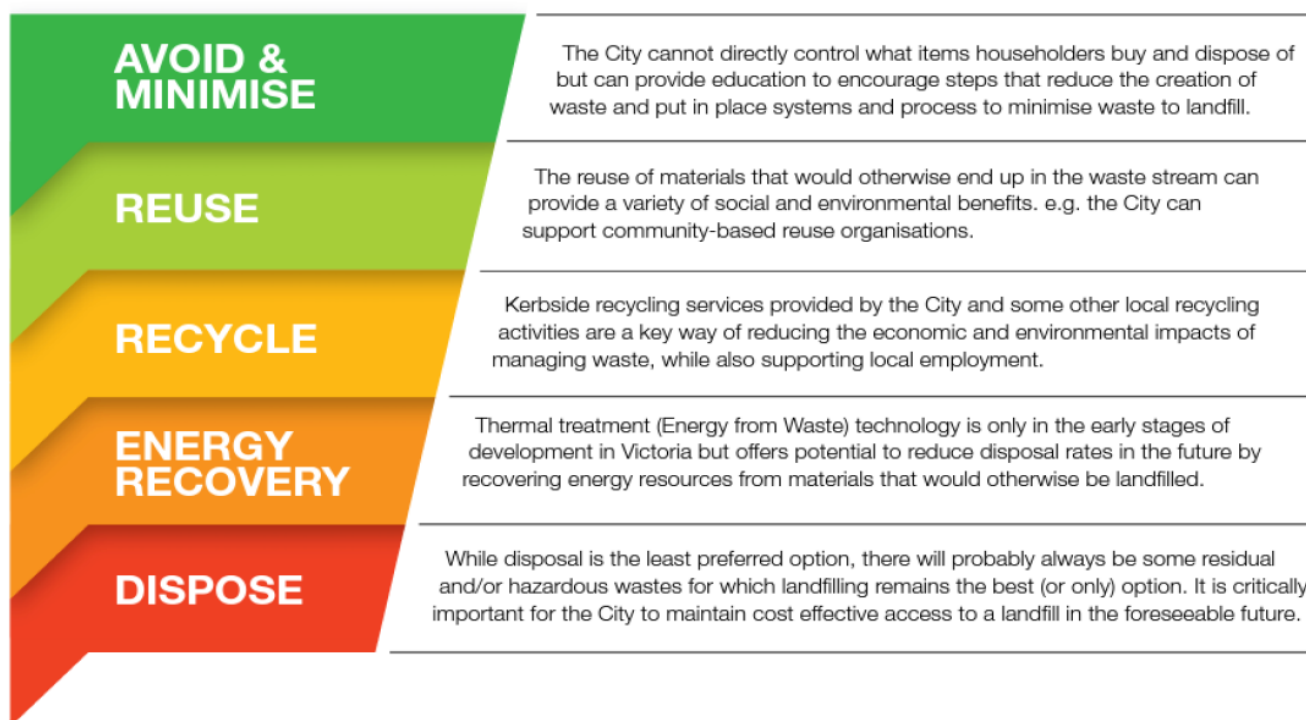 AVOID &
MINIMISE
The City cannot directly control what items householders buy and dispose of
but can provide education to encourage steps that reduce the creation of
waste and put in place systems and process to minimise waste to landfill.
REUSE
The reuse of materials that would otherwise end up in the waste stream can
provide a variety of social and environmental benefits. e.g. the City can
support community-based reuse organisations.
RECYCLE
Kerbside recycling services provided by the City and some other local recycling
activities are a key way of reducing the economic and environmental impacts of
managing waste, while also supporting local employment.
ENERGY
RECOVERY
Thermal treatment (Energy from Waste) technology is only in the early stages of
development in Victoria but offers potential to reduce disposal rates in the future by
recovering energy resources from materials that would otherwise be landfilled.
DISPOSE
While disposal is the least preferred option, there will probably always be some residual
and/or hazardous wastes for which landfilling remains the best (or only) option. It is critically
important for the City to maintain cost effective access to a landfill in the foreseeable future.